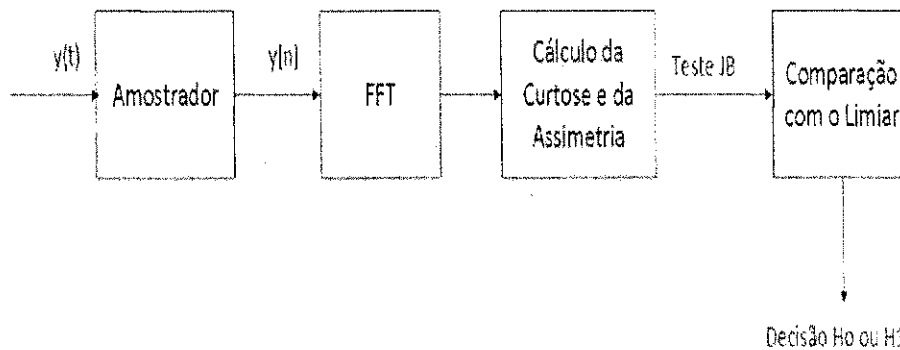 y(t)
Amostrador
y[n]
FFT
Cálculo da
Curtose e da
Assimetria
Teste JB
Comparação
com o Limiar
Decisão Ho ou H1